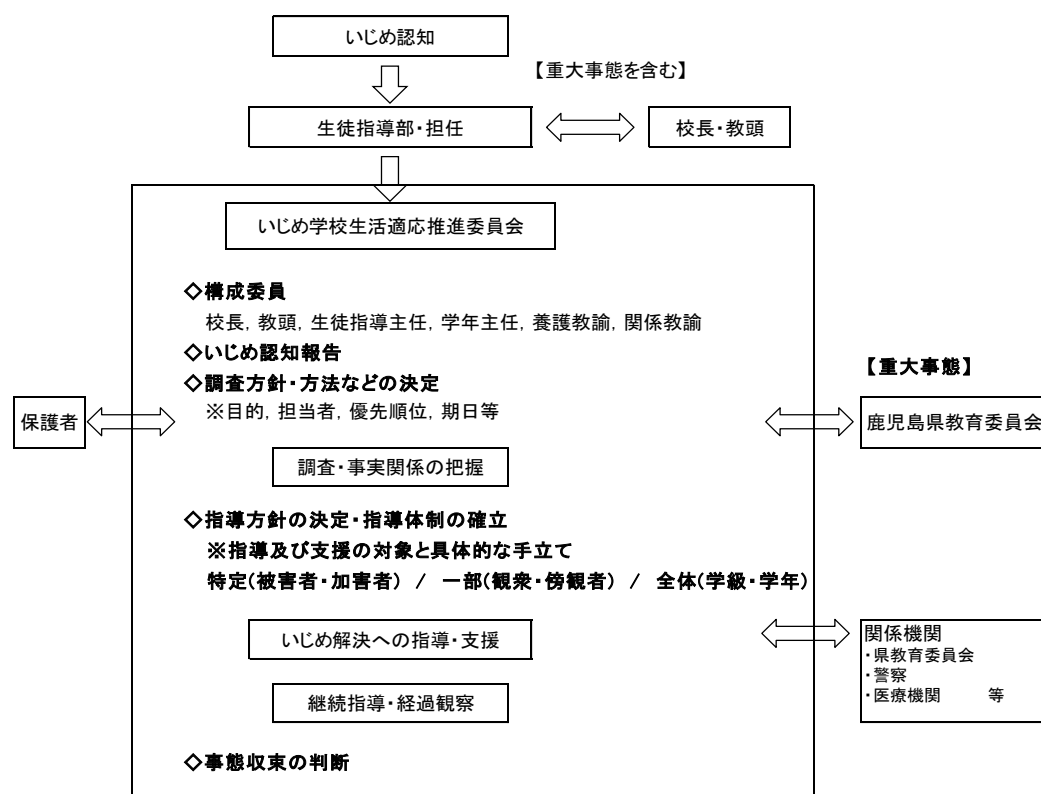 いじめ認知
【重大事態を含む】
生徒指導部・担任
校長・教頭
いじめ学校生活適応推進委員会
◇構成委員
校長，教頭，生徒指導主任，学年主任，養護教諭，関係教諭
◇いじめ認知報告
◇調査方針・方法などの決定
※目的，担当者，優先順位，期日等
保護者
【重大事態】
鹿児島県教育委員会
調査・事実関係の把握
◇指導方針の決定・指導体制の確立
※指導及び支援の対象と具体的な手立て
特定(被害者・加害者) / 一部(観衆・傍観者) / 全体(学級・学年)
いじめ解決への指導・支援
関係機関
・県教育委員会
・警察
・医療機関 等
継続指導・経過観察
◇事態収束の判断